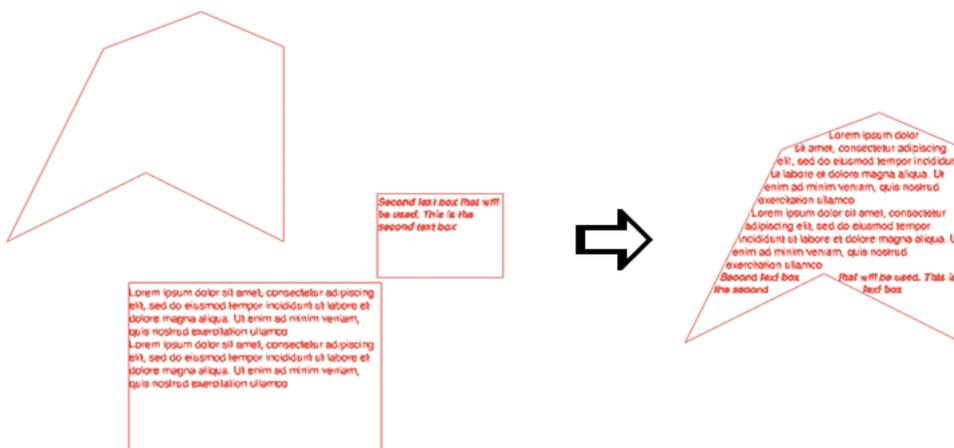 Second text box that will
be used. This is the
second text box
Lorem ipsum dolor sit amet, consectetur adipiscing
elit, sed do eiusmod tempor incididunt ut labore et
dolore magna aliqua. Ut enim ad minim veniam,
quis nostrud exercitation ullamco
Lorem ipsum dolor sit amet, consectetur adipiscing
elit, sed do eiusmod tempor incididunt ut labore et
dolore magna aliqua. Ut enim ad minim veniam,
quis nostrud exercitation ullamco
Lorem ipsum dolor
sit amet, consectetur adipiscing
elit, sed do eiusmod tempor incididun
ut labore et dolore magna aliqua. Ut
enim ad minim veniam, quis nostrud
exercitation ullamco
Lorem ipsum dolor sit amet, consectetur
adipiscing elit, sed do eiusmod tempor
incididunt ut labore et dolore magna aliqua. U
enim ad minim veniam, quis nostrud
exercitation ullamco
Second text box that will be used. This is
the second text box